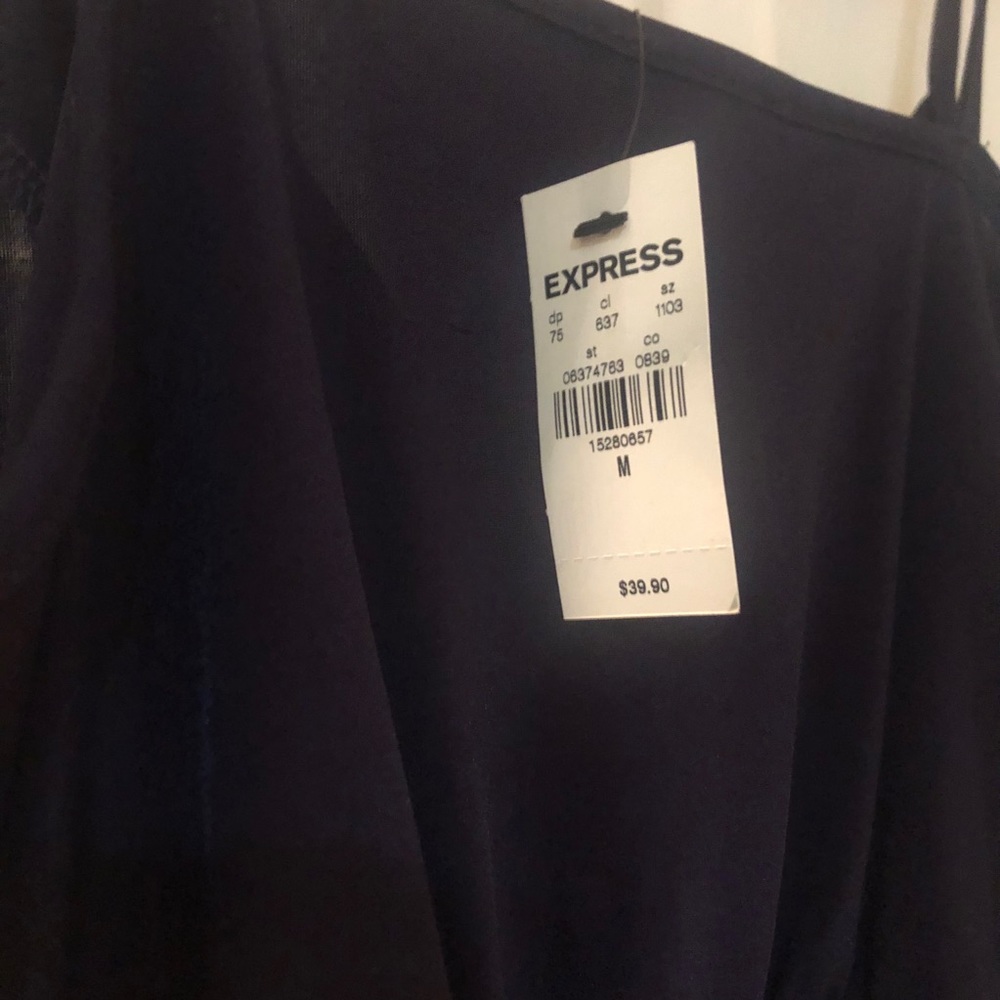 EXPRESS
dp cl sz
75 637 1103
st co
06374763 0839
15280657
M
$39.90